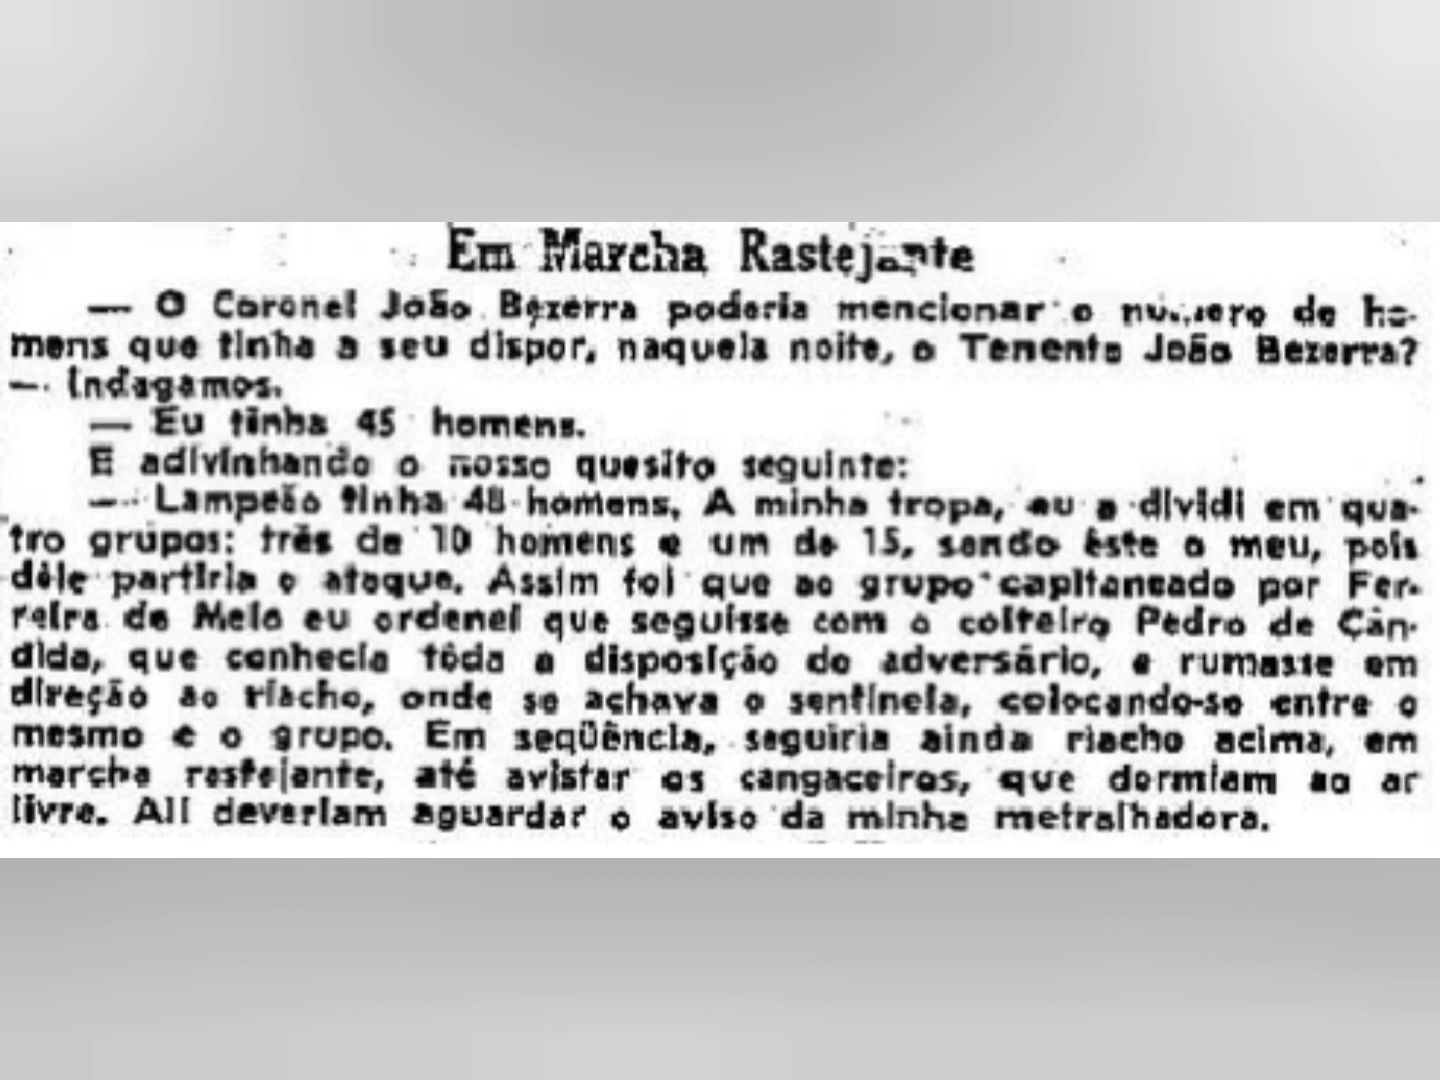 Em Marcha Rastejante
— O Coronel João Bezerra poderia mencionar o número de ho-
mens que tinha a seu dispor, naquela noite, o Tenente João Bezerra?
— Indagamos.
— Eu tinha 45 homens.
E adivinhando o nosso quesito seguinte:
— Lampeão tinha 48 homens. A minha tropa, eu a dividi em qua-
tro grupos: três de 10 homens e um de 15, sendo êste o meu, pois
dêle partiria o ataque. Assim foi que ao grupo capitaneado por Fer-
reira de Melo eu ordenei que seguisse com o coiteiro Pedro de Cân-
dida, que conhecia tôda a disposição do adversário, e rumasse em
direção ao riacho, onde se achava o sentinela, colocando-se entre o
mesmo e o grupo. Em seqüência, seguiria ainda riacho acima, em
marcha rastejante, até avistar os cangaceiros, que dormiam ao ar
livre. Ali deveriam aguardar o aviso da minha metralhadora.